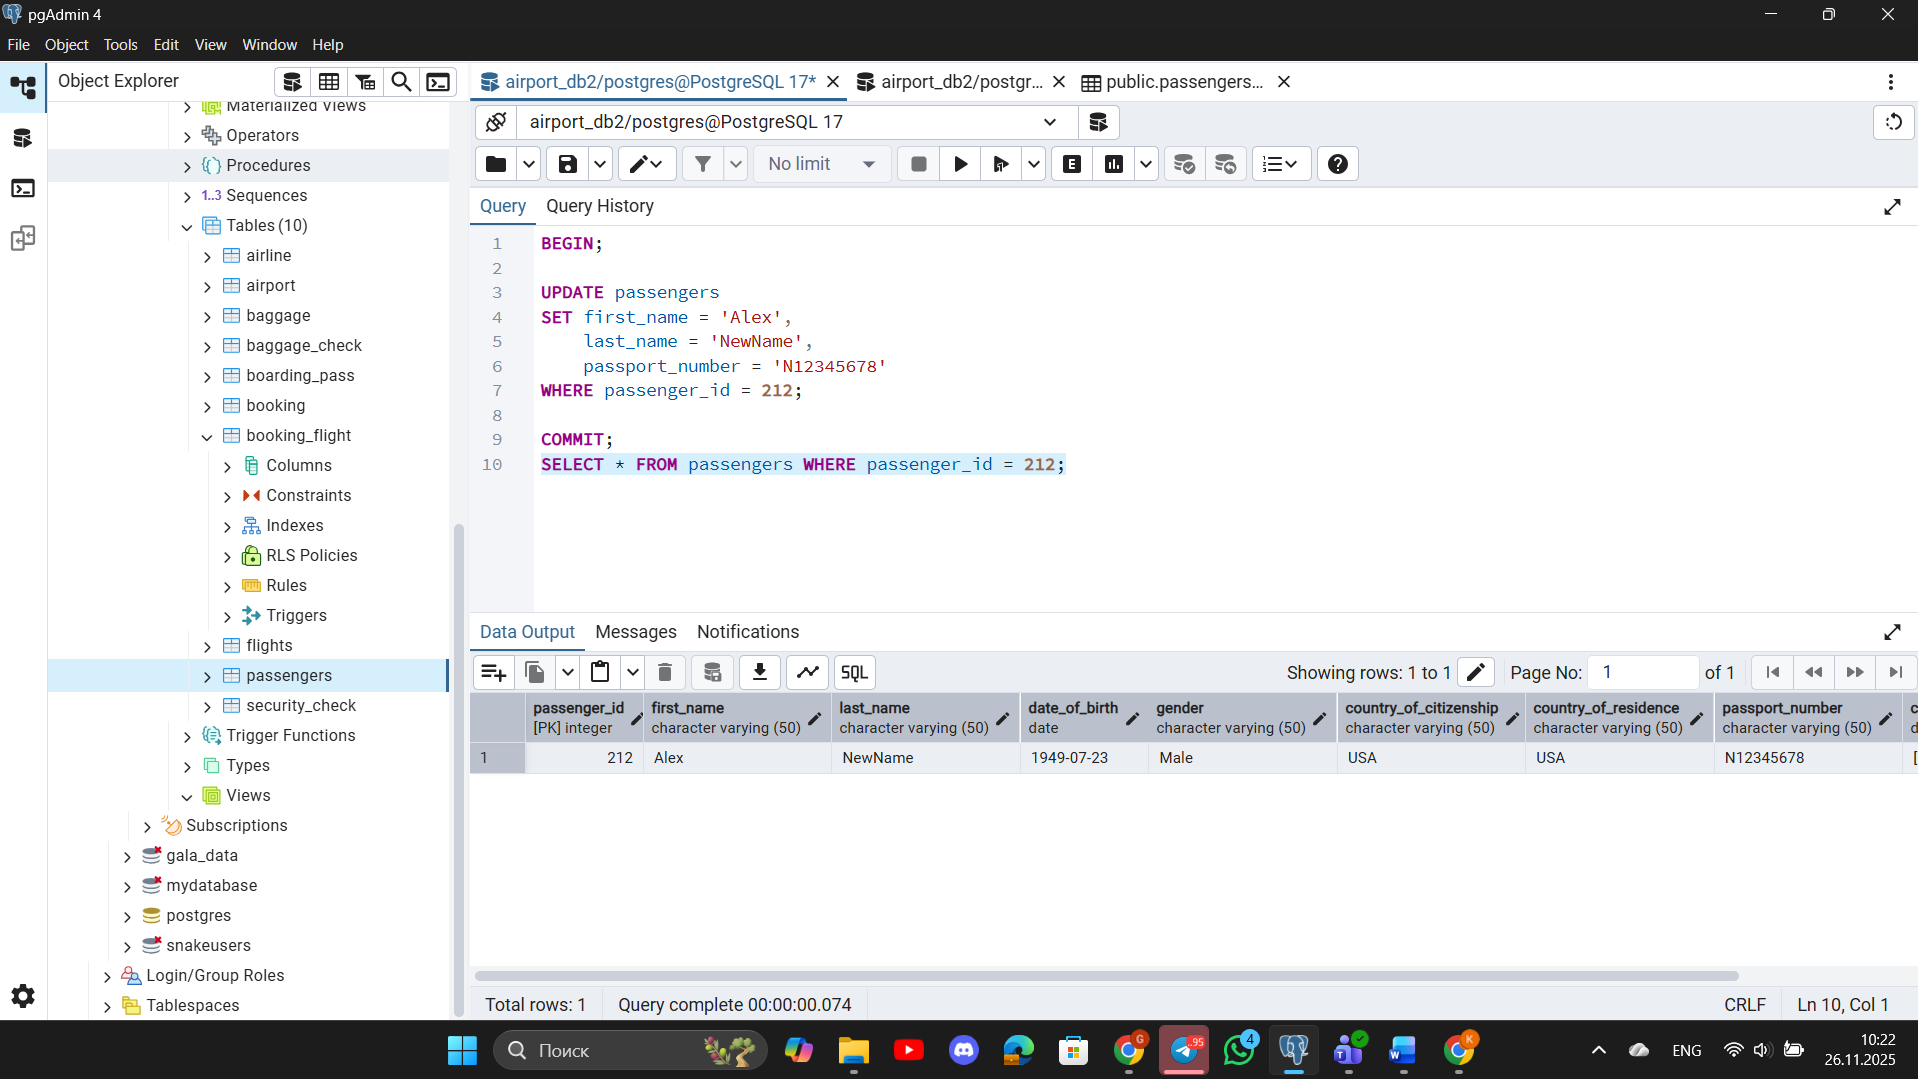 pgAdmin 4
File Object Tools Edit View Window Help
Object Explorer
airport_db2/postgres@PostgreSQL 17*
airport_db2/postgr...
public.passengers...
airport_db2/postgres@PostgreSQL 17
No limit
E
Query Query History
1 BEGIN;
2
3 UPDATE passengers
4 SET first_name = 'Alex',
5 last_name = 'NewName',
6 passport_number = 'N12345678'
7 WHERE passenger_id = 212;
8
9 COMMIT;
10 SELECT * FROM passengers WHERE passenger_id = 212;
Materialized Views
Operators
Procedures
1..3 Sequences
Tables (10)
airline
airport
baggage
baggage_check
boarding_pass
booking
booking_flight
Columns
Constraints
Indexes
RLS Policies
Rules
Triggers
flights
passengers
security_check
Trigger Functions
Types
Views
Subscriptions
gala_data
mydatabase
postgres
snakeusers
Login/Group Roles
Tablespaces
Data Output Messages Notifications
SQL
Showing rows: 1 to 1
Page No: 1 of 1
passenger_id first_name last_name date_of_birth gender country_of_citizenship country_of_residence passport_number
[PK] integer character varying (50) character varying (50) date character varying (50) character varying (50) character varying (50) character varying (50)
1 212 Alex NewName 1949-07-23 Male USA USA N12345678
Total rows: 1 Query complete 00:00:00.074
CRLF Ln 10, Col 1
Поиск
G
95
4
K
ENG
10:22
26.11.2025